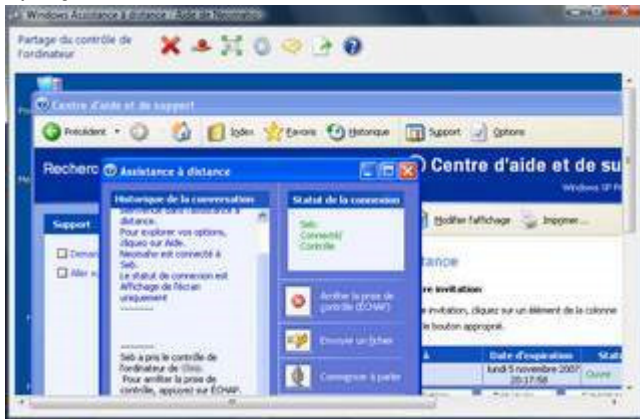 Windows Assistance à distance - Aide de Neosnafu
Partage du contrôle de
l'ordinateur
Centre d'aide et de support
Précédent
Index
Favoris
Historique
Support
Options
Recherc
Centre d'aide et de su
Windows XP Pr
Assistance à distance
Historique de la conversation
distance.
Pour explorer vos options,
cliquez sur Aide.
est connecté à
Seb.
Le statut de connexion est
Affichage de l'écran
uniquement
----------
----------
Seb a pris le contrôle de
l'ordinateur de
Pour arrêter la prise de
contrôle, appuyez sur ÉCHAP.
Statut de la connexion
Seb
Connecté/
Contrôle
Arrêter la prise de
contrôle (ÉCHAP)
Envoyer un fichier
Commencer à parler
Support
Modifier l'affichage
Imprimer...
tance
re invitation
e invitation, cliquez sur un élément de la colonne
le bouton approprié.
Date d'expiration
Stat
lundi 5 novembre 2007
20:17:58
Ouvre